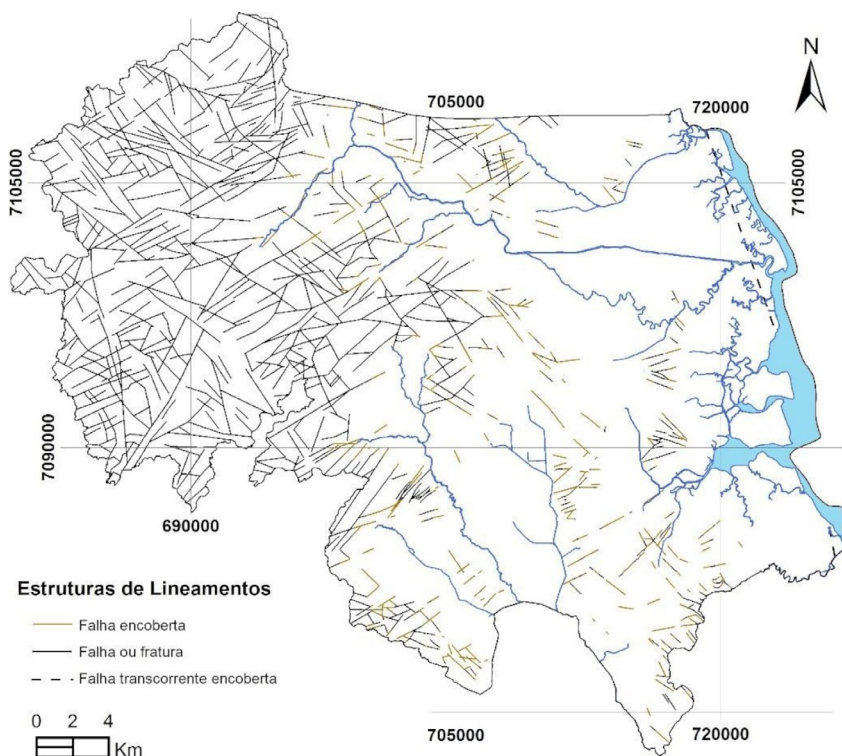 N
705000
720000
7105000
7105000
7090000
690000
Estruturas de Lineamentos
Falha encoberta
Falha ou fratura
Falha transcorrente encoberta
0 2 4
Km
705000
720000